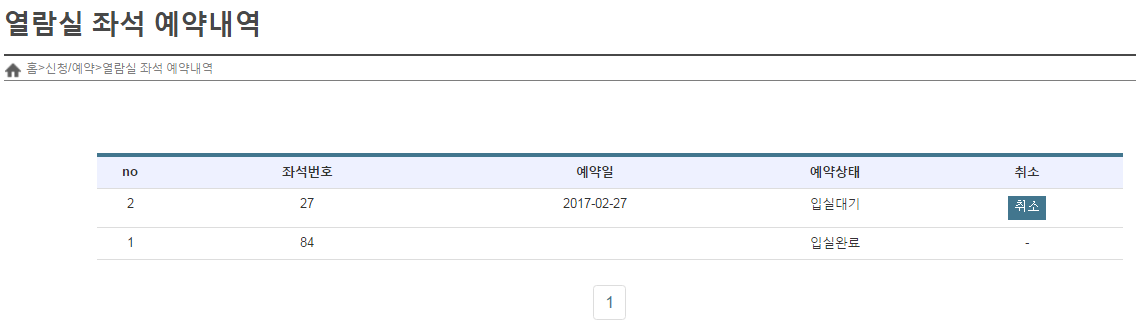 열람실 좌석 예약내역
홈>신청/예약>열람실 좌석 예약내역
no 좌석번호 예약일 예약상태 취소
2 27 2017-02-27 입실대기 취소
1 84 입실완료 -
1